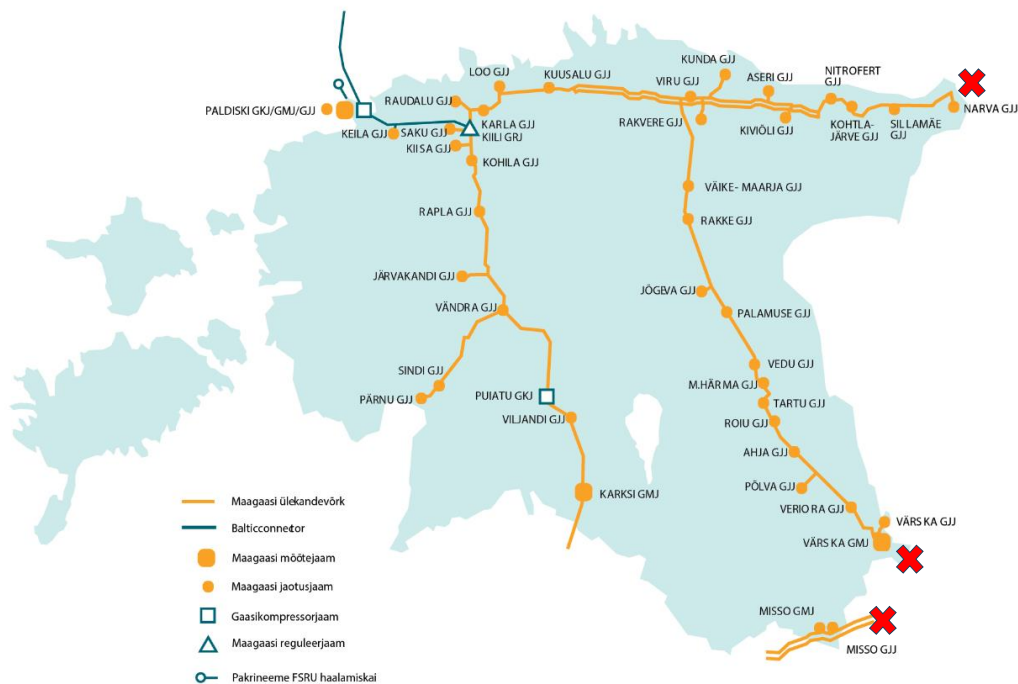 KUNDA GJJ
LOO GJJ
KUUSALU GJJ
VIRU GJJ
ASERI GJJ
NITROFERT
GJJ
RAUDALU GJJ
PALDISKI GKJ/GMJ/GJJ
NARVA GJJ
KEILA GJJ
SAKU GJJ
KARLA GJJ
KIILI GRJ
RAKVERE GJJ
KIVIÕLI GJJ
KOHTLA-
JÄRVE GJJ
SILLAMÄE
GJJ
KIISA GJJ
KOHILA GJJ
VÄIKE- MAARJA GJJ
RAPLA GJJ
RAKKE GJJ
JÄRVAKANDI GJJ
JÕGEVA GJJ
VÄNDRA GJJ
PALAMUSE GJJ
SINDI GJJ
VEDU GJJ
M.HÄRMA GJJ
PÄRNU GJJ
PUIATU GKJ
TARTU GJJ
VILJANDI GJJ
ROIU GJJ
AHJA GJJ
PÕLVA GJJ
KARKSI GMJ
VERIORA GJJ
VÄRSKA GJJ
VÄRSKA GMJ
Maagaasi ülekandevõrk
Balticconnector
Maagaasi mõõtejaam
Maagaasi jaotusjaam
Gaasikompressorjaam
Maagaasi reguleerjaam
Pakrineeme FSRU haalamiskai
MISSO GMJ
MISSO GJJ